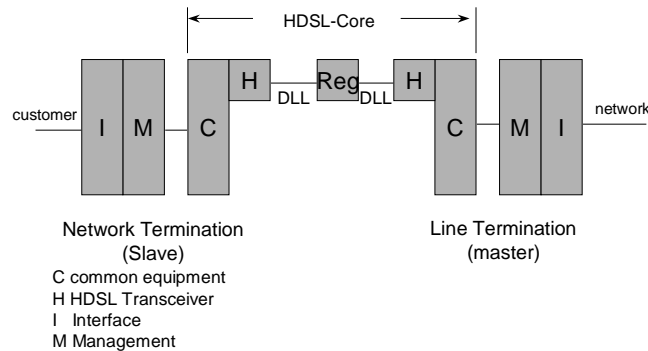 HDSL-Core
H Reg H
DLL DLL
customer network
I M C C M I
Network Termination
(Slave)
Line Termination
(master)
C common equipment
H HDSL Transceiver
I Interface
M Management